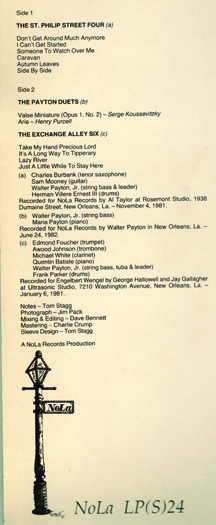 Side 1
THE ST. PHILIP STREET FOUR (a)
Don't Get Around Much Anymore
I Can't Get Started
Someone To Watch Over Me
Caravan
Autumn Leaves
Side By Side
Side 2
THE PAYTON DUETS (b)
Valse Miniature (Opus 1, No. 2) – Serge Koussevitzky
Aria – Henry Purcell
THE EXCHANGE ALLEY SIX (c)
Take My Hand Precious Lord
It's A Long Way To Tipperary
Lazy River
Just A Little While To Stay Here
(a) Charles Burbank (tenor saxophone)
Sam Mooney (guitar)
Walter Payton, Jr. (string bass & leader)
Herman Villere Ernest III (drums)
Recorded for NoLa Records by Al Taylor at Rosemont Studio, 1938
Dumaine Street, New Orleans, La. – November 4, 1981.
(b) Walter Payton, Jr. (string bass)
Maria Payton (piano)
Recorded for NoLa Records by Walter Payton in New Orleans, La. –
June 24, 1982.
(c) Edmond Foucher (trumpet)
Awood Johnson (trombone)
Michael White (clarinet)
Quentin Batiste (piano)
Walter Payton, Jr. (string bass, tuba & leader)
Frank Parker (drums)
Recorded for Engelbert Wengel by George Hallowell and Jay Gallagher
at Ultrasonic Studio, 7210 Washington Avenue, New Orleans, La. –
January 6, 1981.
Notes – Tom Stagg
Photograph – Jim Pack
Mixing & Editing – Dave Bennett
Mastering – Charlie Crump
Sleeve Design – Tom Stagg
A NoLa Records Production
NoLa
NoLa LP(S)24